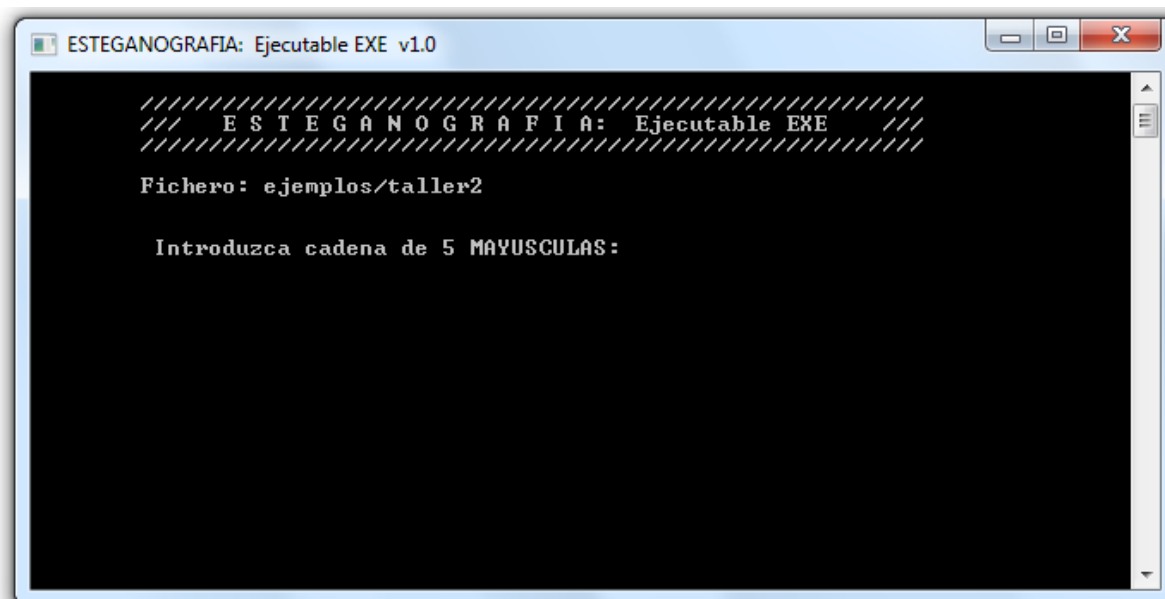 ESTEGANOGRAFIA: Ejecutable EXE v1.0
/////////////////////////////////////////////////////////
/// E S T E G A N O G R A F I A: Ejecutable EXE ///
/////////////////////////////////////////////////////////
Fichero: ejemplos/taller2
Introduzca cadena de 5 MAYUSCULAS: